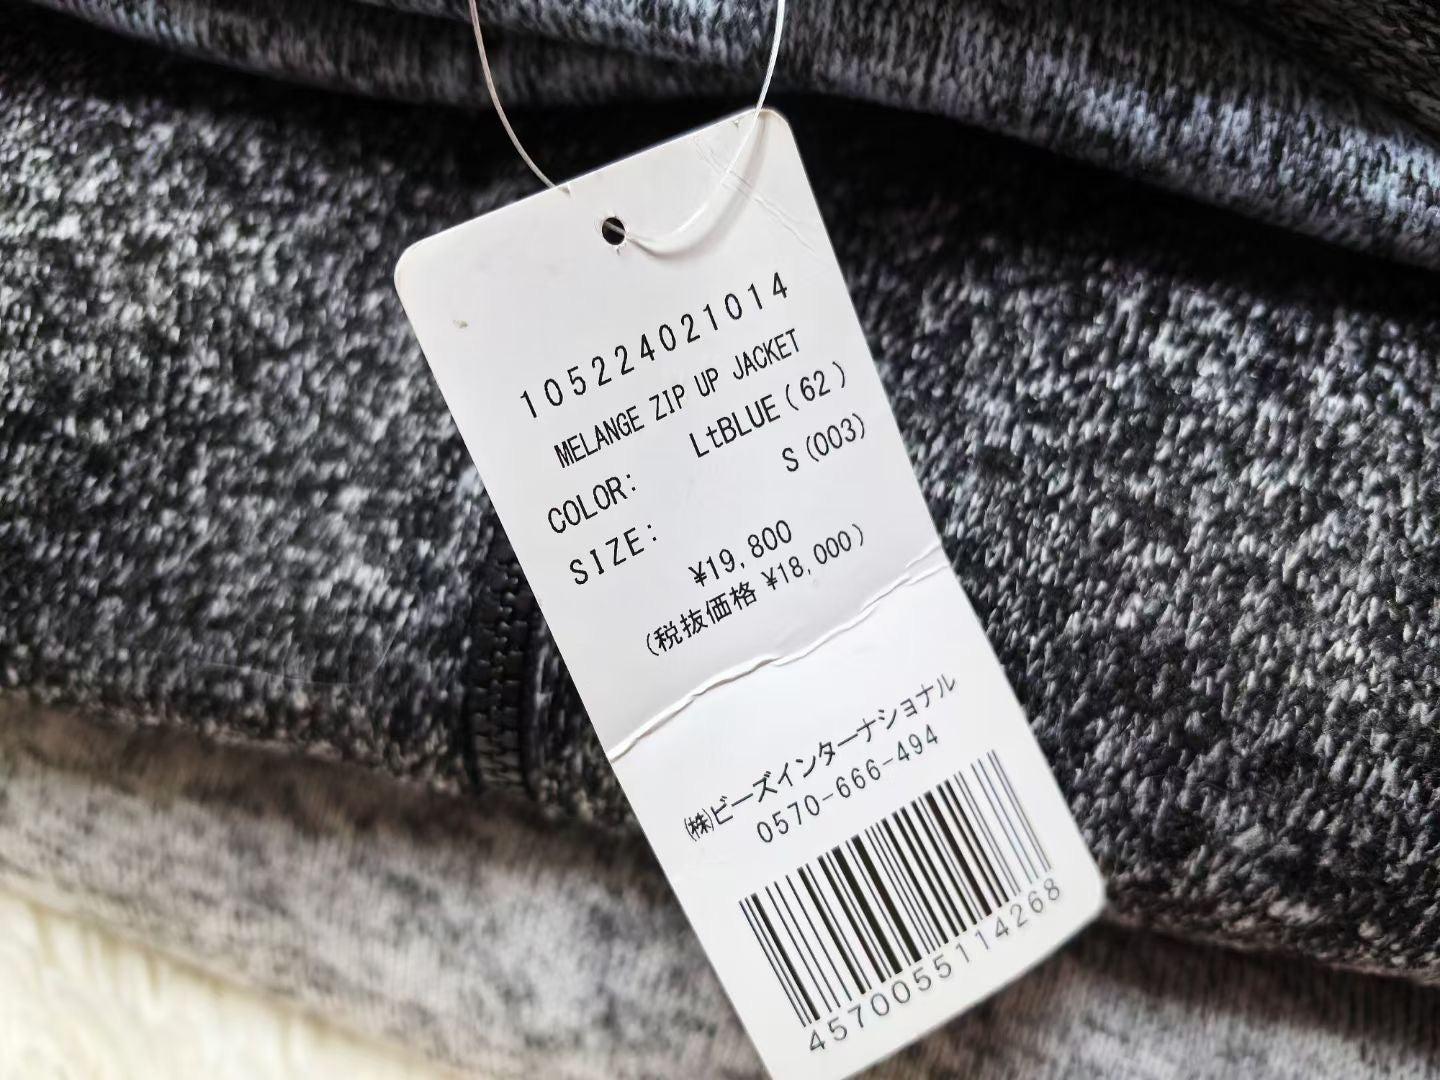 105224021014
MELANGE ZIP UP JACKET
COLOR: LtBLUE(62)
SIZE: S(003)
¥19,800
(税抜価格 ¥18,000)
㈱ビーズインターナショナル
0570-666-494
4570055114268